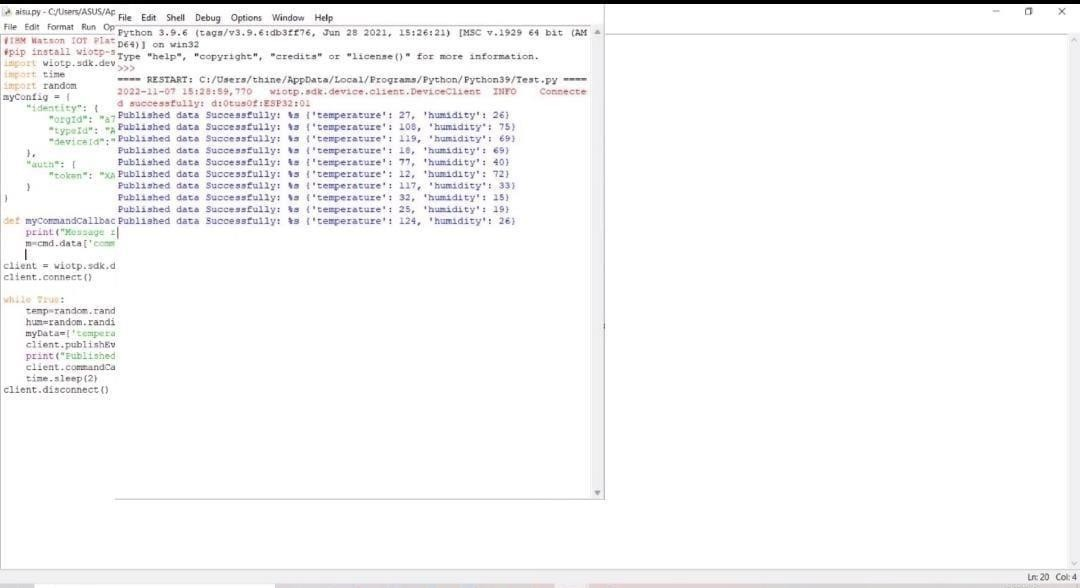 aisu.py - C:/Users/ASUS/Ap
File Edit Format Run Op
#IBM Watson IOT Plat
#pip install wiotp-s
import wiotp.sdk.dev
import time
import random
myConfig = {
"identity": {
"orgId": "a7
"typeId": "A
"deviceId":"
},
"auth": {
"token": "XA
}
}
def myCommandCallbac
print("Message r
m=cmd.data['comm
client = wiotp.sdk.d
client.connect()
while True:
temp=random.rand
hum=random.randi
myData={'tempera
client.publishEv
print("Published
client.commandCa
time.sleep(2)
client.disconnect()
File Edit Shell Debug Options Window Help
Python 3.9.6 (tags/v3.9.6:db3ff76, Jun 28 2021, 15:26:21) [MSC v.1929 64 bit (AM
D64)] on win32
Type "help", "copyright", "credits" or "license()" for more information.
>>>
==== RESTART: C:/Users/thine/AppData/Local/Programs/Python/Python39/Test.py ====
2022-11-07 15:28:59,770 wiotp.sdk.device.client.DeviceClient INFO Connecte
d successfully: d:0tus0f:ESP32:01
Published data Successfully: %s {'temperature': 27, 'humidity': 26}
Published data Successfully: %s {'temperature': 108, 'humidity': 75}
Published data Successfully: %s {'temperature': 119, 'humidity': 69}
Published data Successfully: %s {'temperature': 18, 'humidity': 69}
Published data Successfully: %s {'temperature': 77, 'humidity': 40}
Published data Successfully: %s {'temperature': 12, 'humidity': 72}
Published data Successfully: %s {'temperature': 117, 'humidity': 33}
Published data Successfully: %s {'temperature': 32, 'humidity': 15}
Published data Successfully: %s {'temperature': 25, 'humidity': 19}
Published data Successfully: %s {'temperature': 124, 'humidity': 26}
Ln: 20 Col: 4